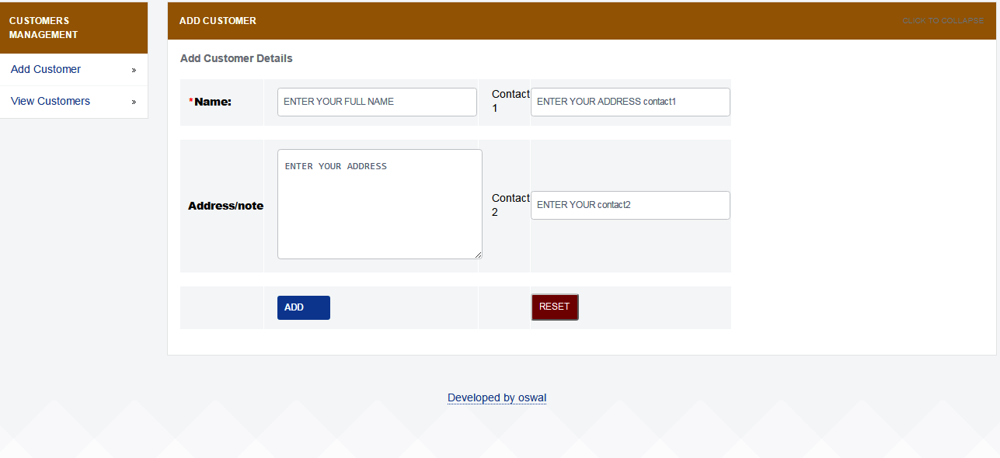 CUSTOMERS
MANAGEMENT
Add Customer »
View Customers »
ADD CUSTOMER
CLICK TO COLLAPSE
Add Customer Details
*Name:
ENTER YOUR FULL NAME
Contact
1
ENTER YOUR ADDRESS contact1
Address/note
ENTER YOUR ADDRESS
Contact
2
ENTER YOUR contact2
ADD
RESET
Developed by oswal